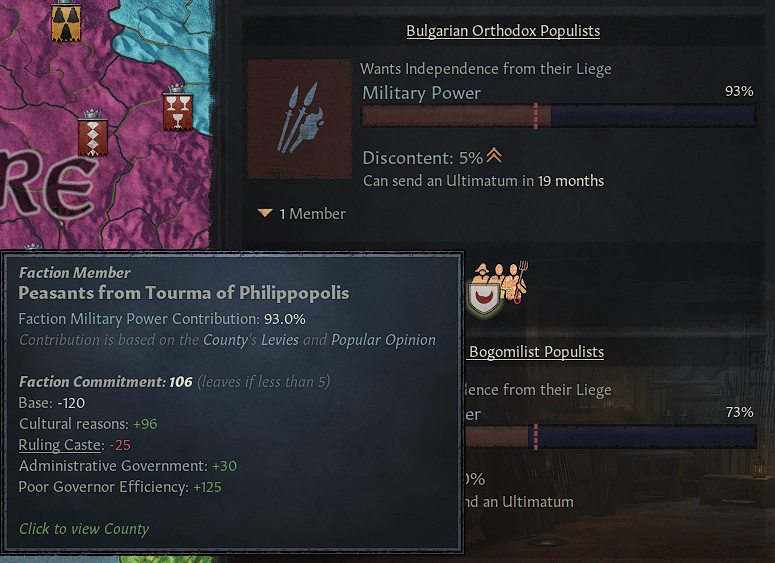 Bulgarian Orthodox Populists
Wants Independence from their Liege
Military Power
93%
Discontent: 5%
Can send an Ultimatum in 19 months
1 Member
RE
Faction Member
Peasants from Tourma of Philippopolis
Faction Military Power Contribution: 93.0%
Contribution is based on the County's Levies and Popular Opinion
Faction Commitment: 106 (leaves if less than 5)
Base: -120
Cultural reasons: +96
Ruling Caste: -25
Administrative Government: +30
Poor Governor Efficiency: +125
Click to view County
Bogomilist Populists
ence from their Liege
er
73%
%
nd an Ultimatum